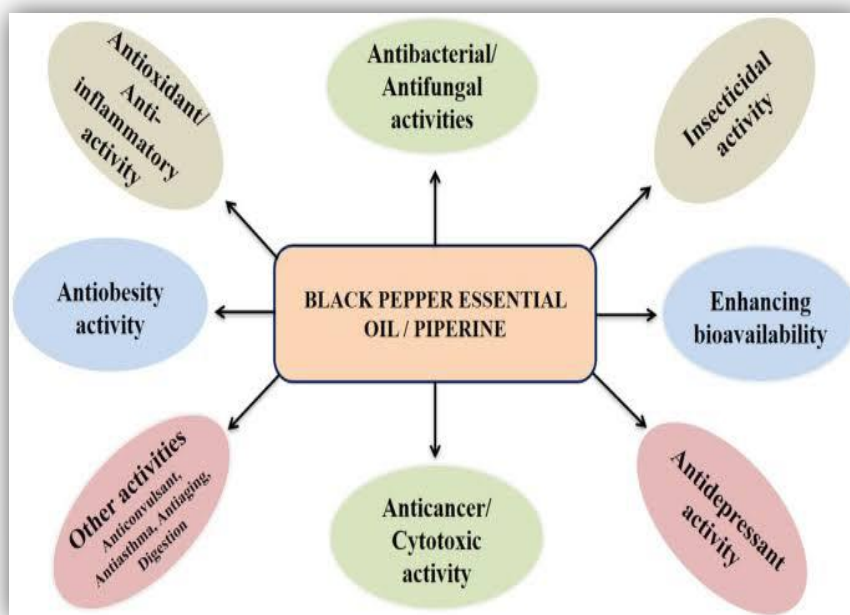 Antioxidant/
Anti-
inflammatory
activity
Antibacterial/
Antifungal
activities
Insecticidal
activity
Antiobesity
activity
BLACK PEPPER ESSENTIAL
OIL / PIPERINE
Enhancing
bioavailability
Other activities
Anticonvulsant,
Antiasthma, Antiaging,
Digestion
Anticancer/
Cytotoxic
activity
Antidepressant
activity